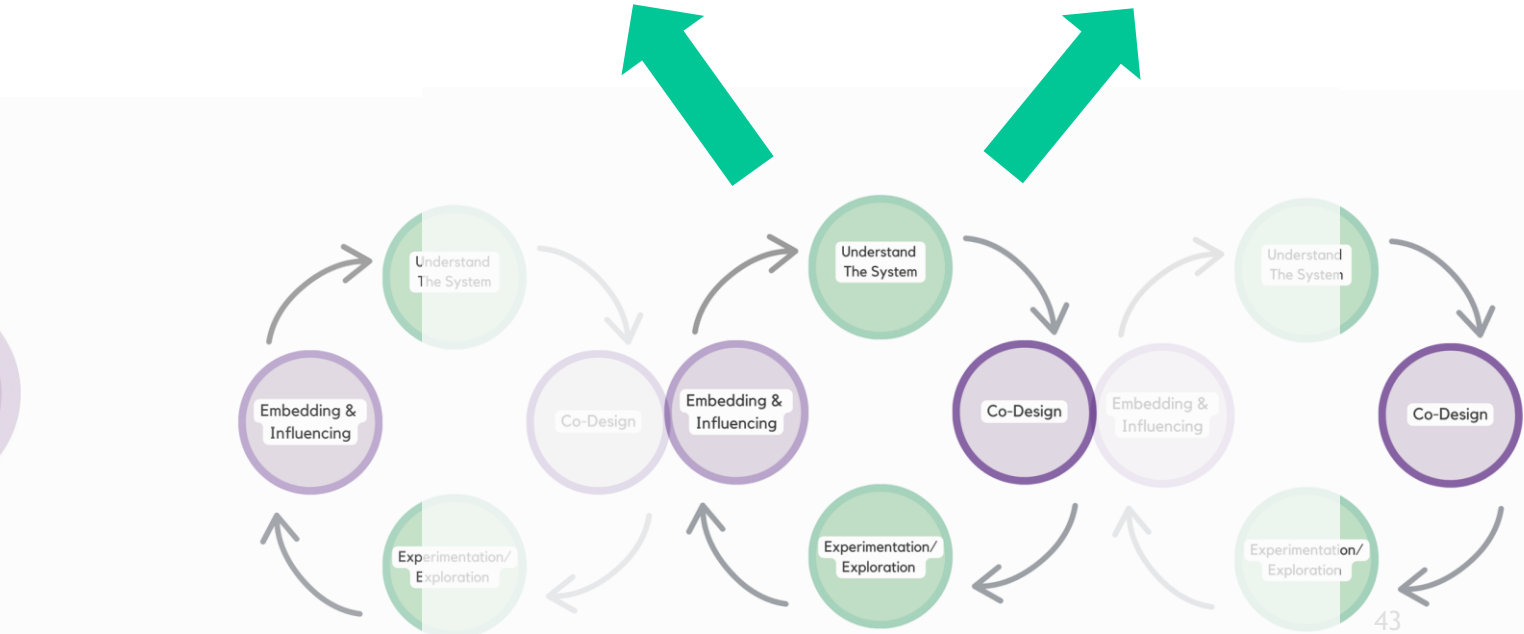 Understand
The System
Embedding &
Influencing
Co-Design
Experimentation/
Exploration
Understand
The System
Embedding &
Influencing
Co-Design
Experimentation/
Exploration
Understand
The System
Embedding &
Influencing
Co-Design
Experimentation/
Exploration
43